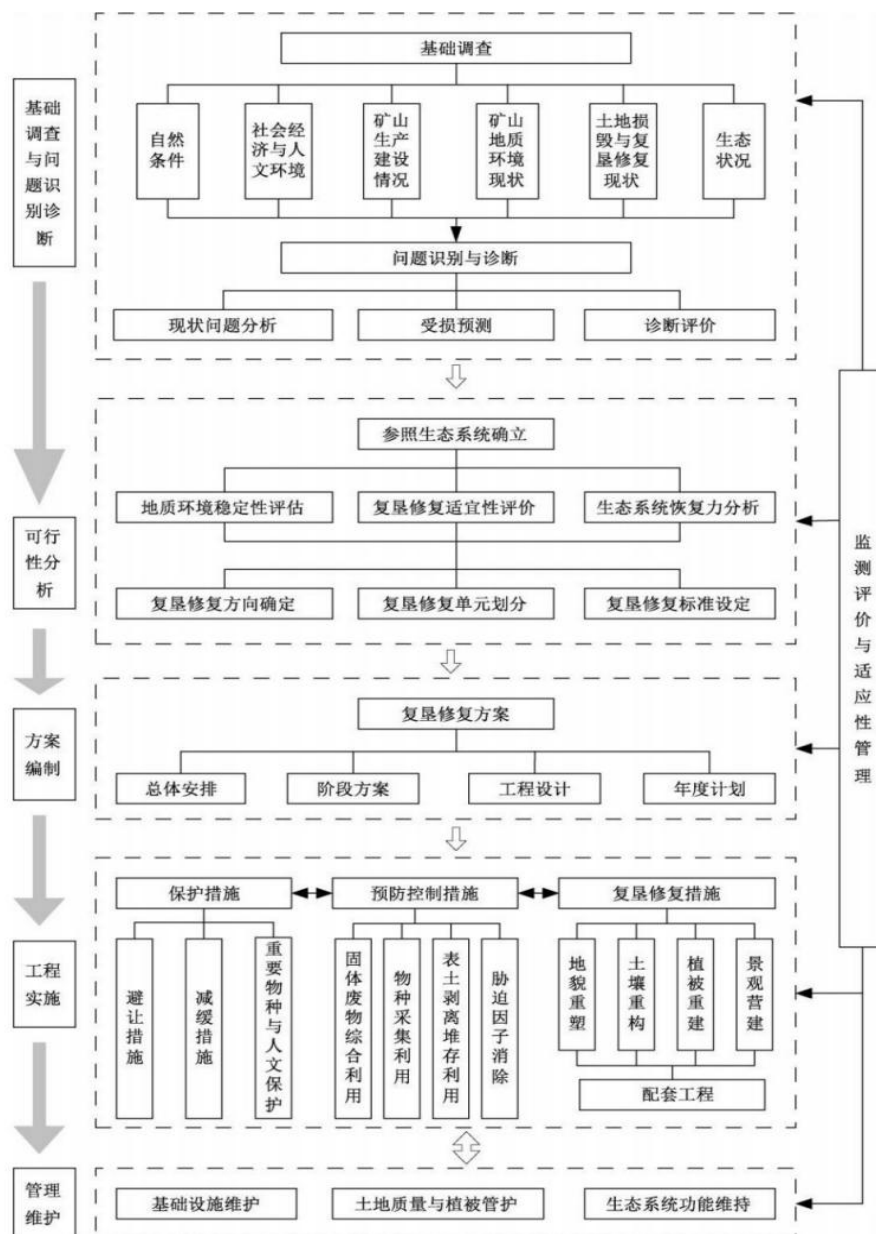 基础
调查
与问
题识
别诊
断
基础调查
自然
条件
社会经
济与人
文环境
矿山
生产
建设
情况
矿山
地质
环境
现状
土地损
毁与复
垦修复
现状
生态
状况
问题识别与诊断
现状问题分析
受损预测
诊断评价
可行
性分
析
参照生态系统确立
地质环境稳定性评估
复垦修复适宜性评价
生态系统恢复力分析
复垦修复方向确定
复垦修复单元划分
复垦修复标准设定
方案
编制
复垦修复方案
总体安排
阶段方案
工程设计
年度计划
工程
实施
保护措施
预防控制措施
复垦修复措施
避让措施
减缓措施
重要物种与人文保护
固体废物综合利用
物种采集利用
表土剥离堆存利用
胁迫因子消除
地貌重塑
土壤重构
植被重建
景观营建
配套工程
管理
维护
基础设施维护
土地质量与植被管护
生态系统功能维持
监测评价与适应性管理